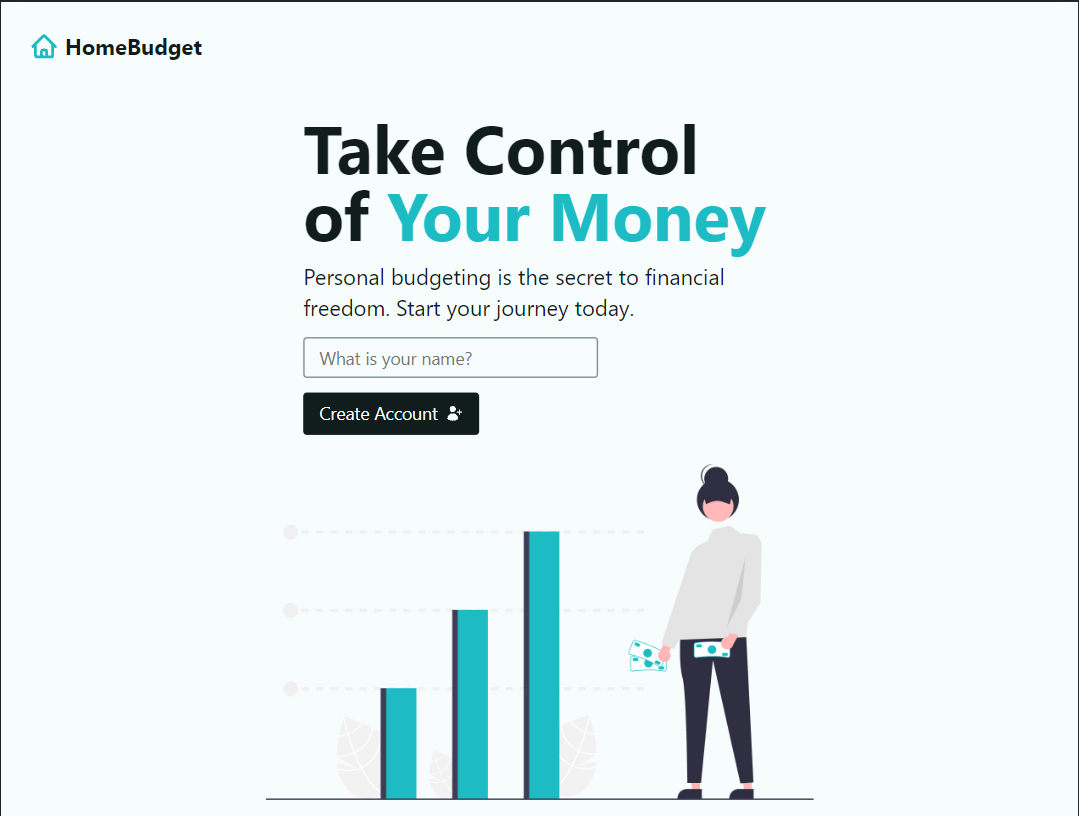 HomeBudget
Take Control
of Your Money
Personal budgeting is the secret to financial
freedom. Start your journey today.
What is your name?
Create Account